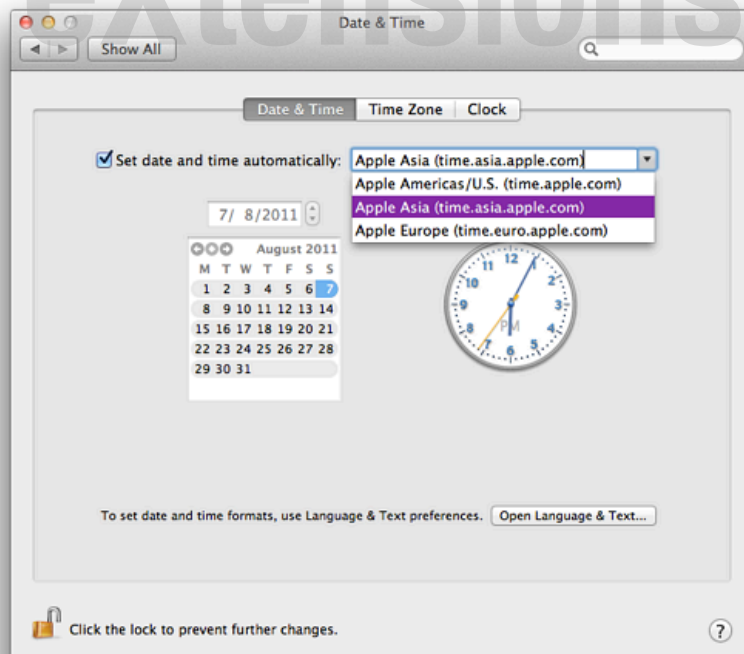 extensions
Date & Time
Show All
Date & Time Time Zone Clock
Set date and time automatically: Apple Asia (time.asia.apple.com)
Apple Americas/U.S. (time.apple.com)
Apple Asia (time.asia.apple.com)
Apple Europe (time.euro.apple.com)
7/ 8/2011
August 2011
M T W T F S S
1 2 3 4 5 6 7
8 9 10 11 12 13 14
15 16 17 18 19 20 21
22 23 24 25 26 27 28
29 30 31
12
1
2
3
4
5
6
7
8
9
10
11
PM
To set date and time formats, use Language & Text preferences. Open Language & Text...
Click the lock to prevent further changes. ?